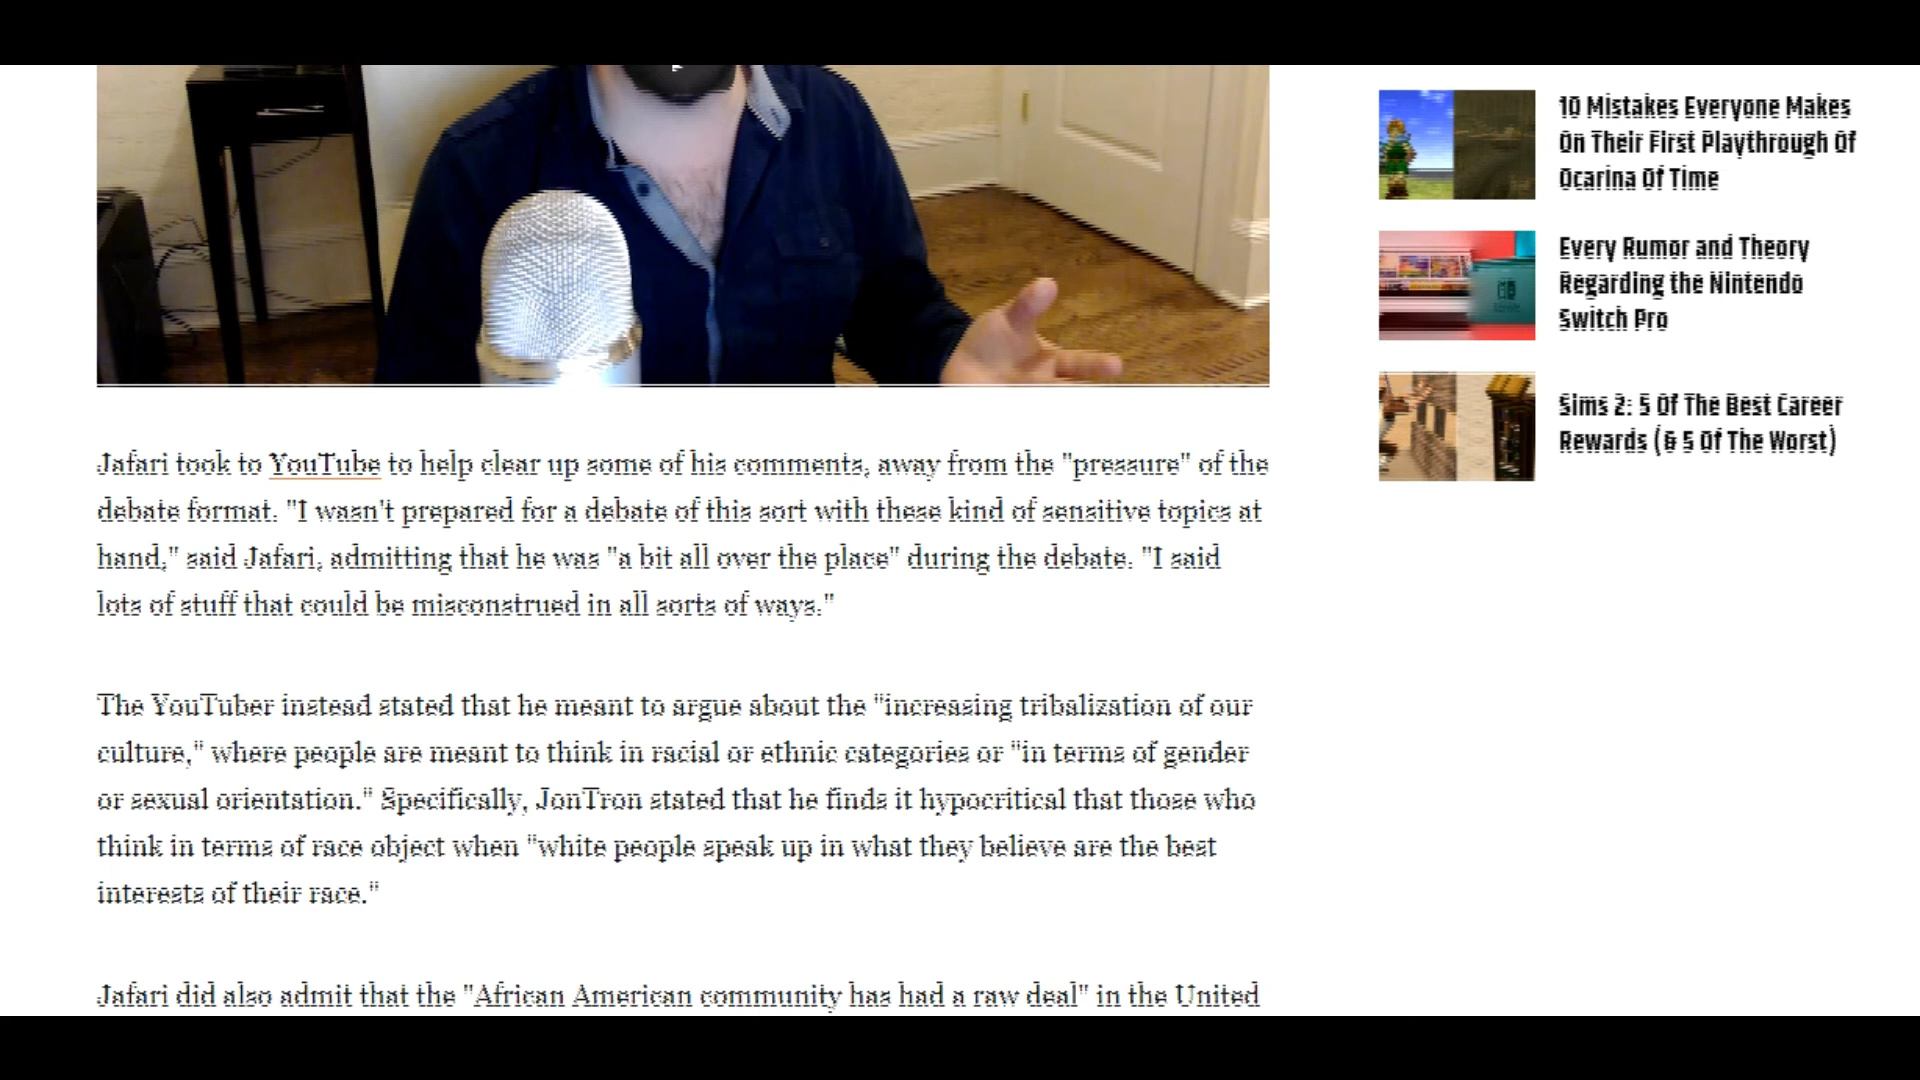 Jafari took to YouTube to help clear up some of his comments, away from the "pressure" of the
debate format. "I wasn't prepared for a debate of this sort with these kind of sensitive topics at
hand," said Jafari, admitting that he was "a bit all over the place" during the debate. "I said
lots of stuff that could be misconstrued in all sorts of ways."
The YouTuber instead stated that he meant to argue about the "increasing tribalization of our
culture," where people are meant to think in racial or ethnic categories or "in terms of gender
or sexual orientation." Specifically, JonTron stated that he finds it hypocritical that those who
think in terms of race object when "white people speak up in what they believe are the best
interests of their race."
Jafari did also admit that the "African American community has had a raw deal" in the United
10 Mistakes Everyone Makes
On Their First Playthrough Of
Ocarina Of Time
Every Rumor and Theory
Regarding the Nintendo
Switch Pro
Sims 2: 5 Of The Best Career
Rewards (& 5 Of The Worst)